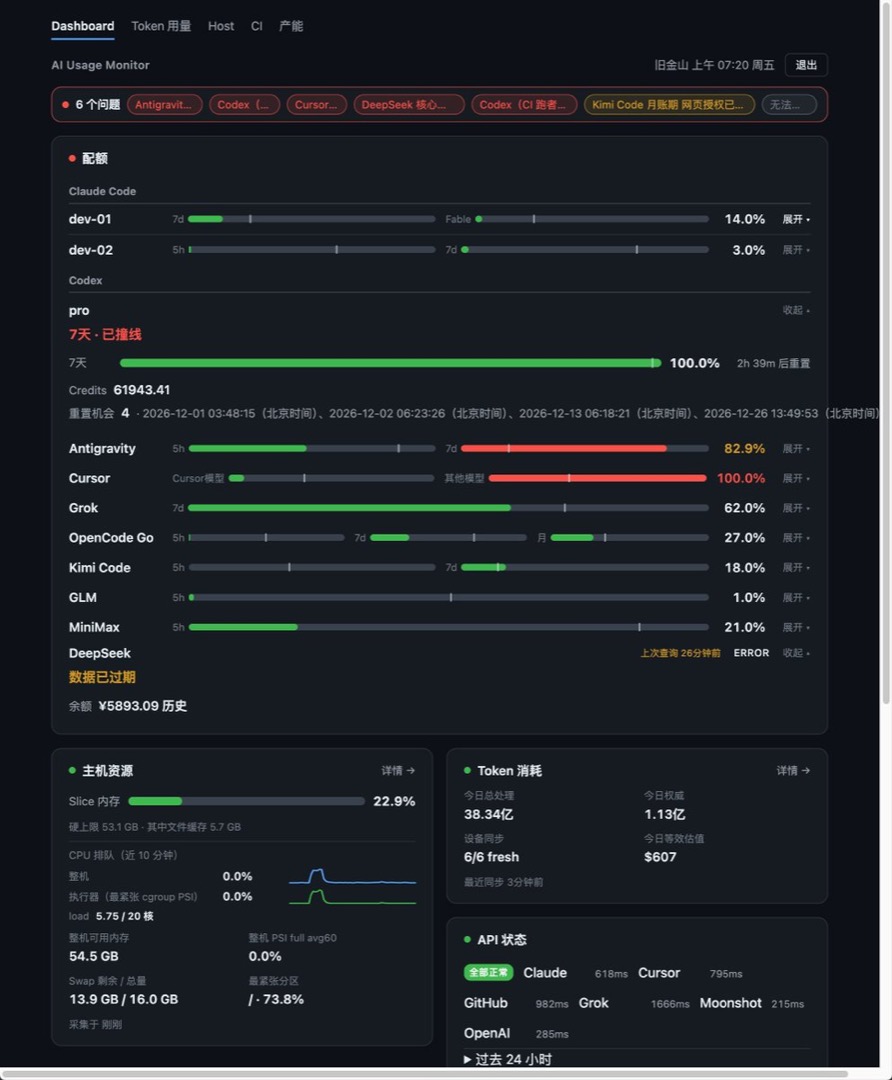 Dashboard Token 用量 Host CI 产能
AI Usage Monitor 旧金山 上午 07:20 周五 退出
6 个问题 Antigravit... Codex（... Cursor... DeepSeek 核心... Codex（CI 跑者... Kimi Code 月账期 网页授权已... 无法...
配额
Claude Code
dev-01 7d Fable 14.0% 展开
dev-02 5h 7d 3.0% 展开
Codex
pro 收起
7天 · 已撞线
7天 100.0% 2h 39m 后重置
Credits 61943.41
重置机会 4 · 2026-12-01 03:48:15（北京时间）、2026-12-02 06:23:26（北京时间）、2026-12-13 06:18:21（北京时间）、2026-12-26 13:49:53（北京时间）
Antigravity 5h 7d 82.9% 展开
Cursor Cursor模型 其他模型 100.0% 展开
Grok 7d 62.0% 展开
OpenCode Go 5h 7d 月 27.0% 展开
Kimi Code 5h 7d 18.0% 展开
GLM 5h 1.0% 展开
MiniMax 5h 21.0% 展开
DeepSeek 上次查询 26分钟前 ERROR 收起
数据已过期
余额 ¥5893.09 历史
主机资源 详情 →
Slice 内存 22.9%
硬上限 53.1 GB · 其中文件缓存 5.7 GB
CPU 排队（近 10 分钟）
整机 0.0%
执行器（最紧张 cgroup PSI） 0.0%
load 5.75 / 20 核
整机可用内存 整机 PSI full avg60
54.5 GB 0.0%
Swap 剩余 / 总量 最紧张分区
13.9 GB / 16.0 GB / · 73.8%
采集于 刚刚
Token 消耗 详情 →
今日总处理 今日权威
38.34亿 1.13亿
设备同步 今日等效估值
6/6 fresh $607
最近同步 3分钟前
API 状态
全部正常 Claude 618ms Cursor 795ms
GitHub 982ms Grok 1666ms Moonshot 215ms
OpenAI 285ms
▶ 过去 24 小时